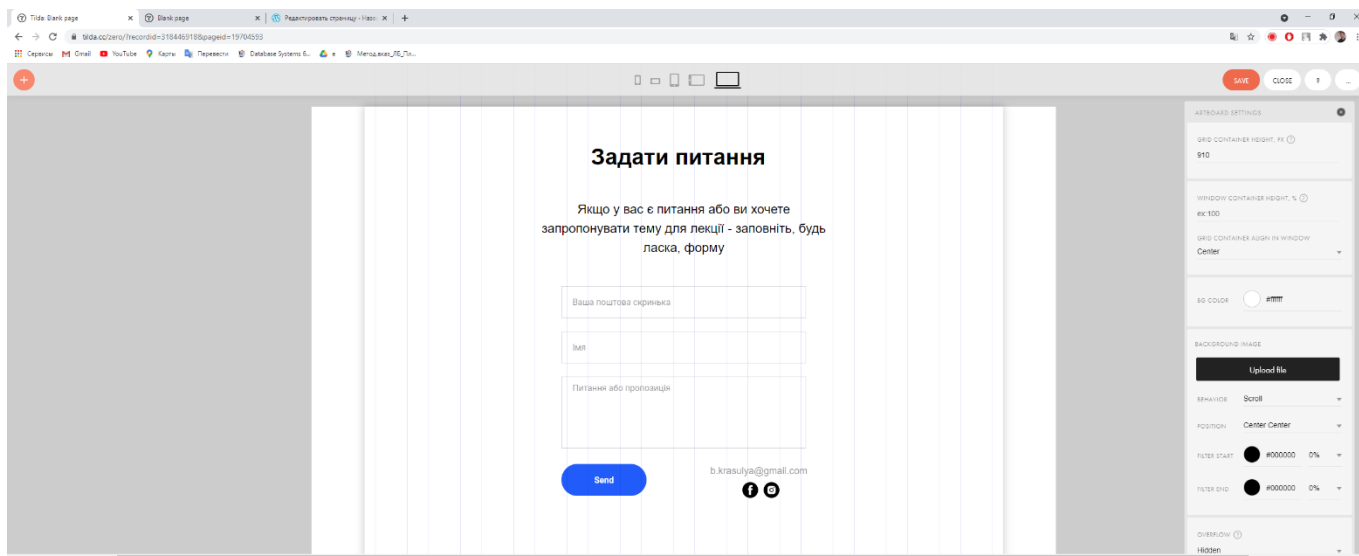 Tilda: Blank page
Blank page
Редактировать страницу ‹Назв
tilda.cc/zero/?recordid=318446918&pageid=19704593
Сервисы
Gmail
YouTube
Карты
Перевести
Database Systems 6...
Метод.вказ_ЛБ_Пи...
SAVE
CLOSE
?
...
Задати питання
Якщо у вас є питання або ви хочете
запропонувати тему для лекції - заповніть, будь
ласка, форму
Ваша поштова скринька
Імя
Питання або пропозиція
Send
b.krasulya@gmail.com
ARTBOARD SETTINGS
GRID CONTAINER HEIGHT, PX ?
910
WINDOW CONTAINER HEIGHT, % ?
ex:100
GRID CONTAINER ALIGN IN WINDOW
Center
BG COLOR #ffffff
BACKGROUND IMAGE
Upload file
BEHAVIOR Scroll
POSITION Center Center
FILTER START #000000 0%
FILTER END #000000 0%
OVERFLOW ?
Hidden